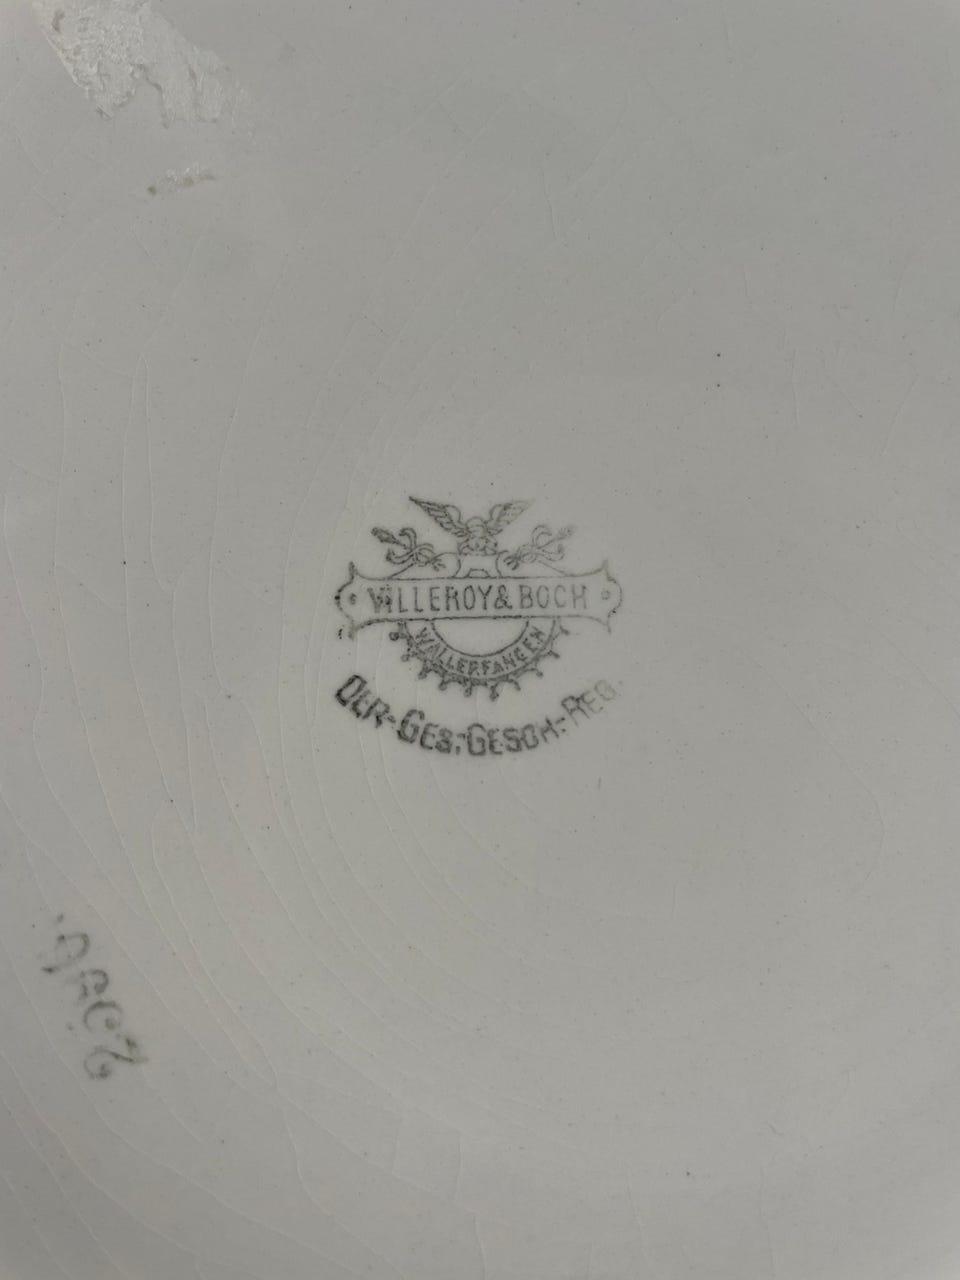 VILLEROY & BOCH
WALLERFANGEN
DER-GES.-GESCH.-REG.